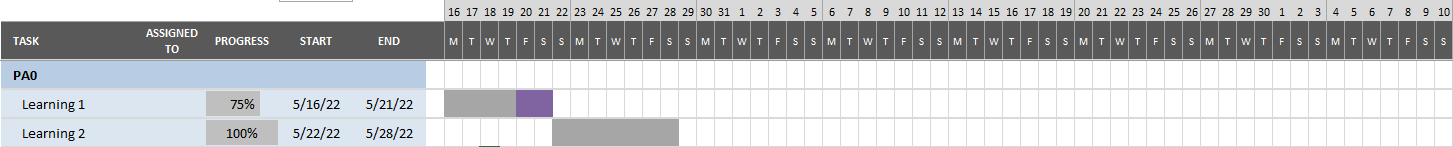 16 17 18 19 20 21 22 23 24 25 26 27 28 29 30 31 1 2 3 4 5 6 7 8 9 10 11 12 13 14 15 16 17 18 19 20 21 22 23 24 25 26 27 28 29 30 1 2 3 4 5 6 7 8 9 10
TASK ASSIGNED TO PROGRESS START END M T W T F S S M T W T F S S M T W T F S S M T W T F S S M T W T F S S M T W T F S S M T W T F S S M T W T F S S
PA0
Learning 1 75% 5/16/22 5/21/22
Learning 2 100% 5/22/22 5/28/22